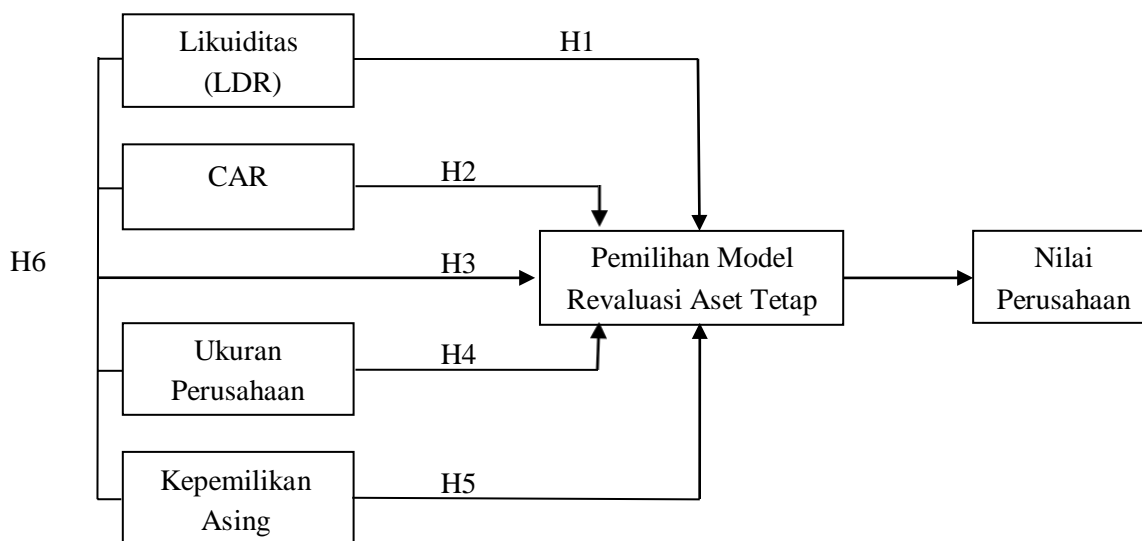 Likuiditas
(LDR)
H1
CAR
H2
H6
H3
Pemilihan Model
Revaluasi Aset Tetap
Nilai
Perusahaan
Ukuran
Perusahaan
H4
Kepemilikan
Asing
H5